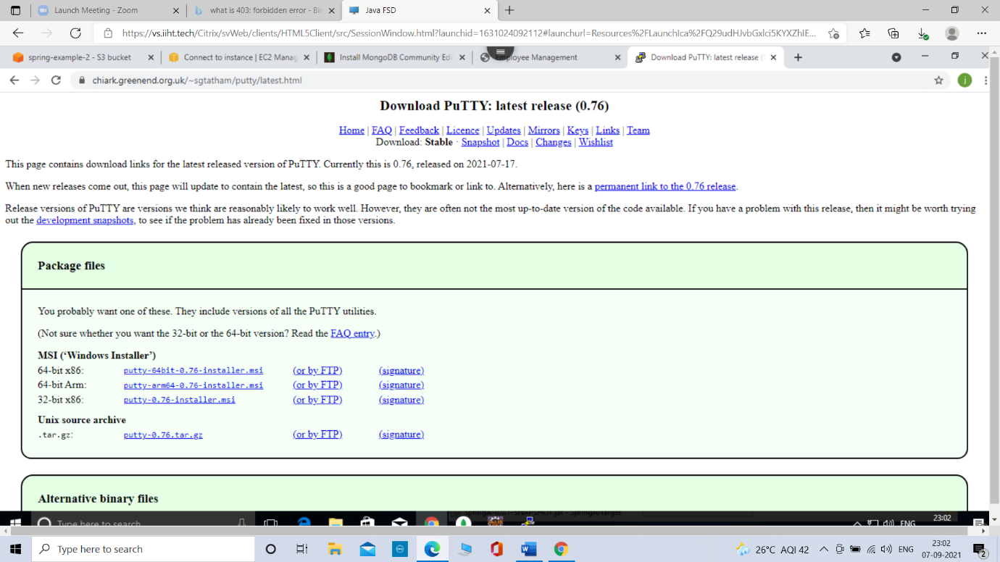 Launch Meeting - Zoom
what is 403: forbidden error - Bin
Java FSD
https://vs.iiht.tech/Citrix/svWeb/clients/HTML5Client/src/SessionWindow.html?launchid=1631024092112#launchurl=Resources%2FLaunchIca%2FQ29udHJvbGxlci5KYXZhIE...
spring-example-2 - S3 bucket
Connect to instance | EC2 Manag
Install MongoDB Community Edi
Employee Management
Download PuTTY: latest release (
chiark.greenend.org.uk/~sgtatham/putty/latest.html
j
Download PuTTY: latest release (0.76)
Home | FAQ | Feedback | Licence | Updates | Mirrors | Keys | Links | Team
Download: Stable · Snapshot | Docs | Changes | Wishlist
This page contains download links for the latest released version of PuTTY. Currently this is 0.76, released on 2021-07-17.
When new releases come out, this page will update to contain the latest, so this is a good page to bookmark or link to. Alternatively, here is a permanent link to the 0.76 release.
Release versions of PuTTY are versions we think are reasonably likely to work well. However, they are often not the most up-to-date version of the code available. If you have a problem with this release, then it might be worth trying
out the development snapshots, to see if the problem has already been fixed in those versions.
Package files
You probably want one of these. They include versions of all the PuTTY utilities.
(Not sure whether you want the 32-bit or the 64-bit version? Read the FAQ entry.)
MSI (‘Windows Installer’)
64-bit x86: putty-64bit-0.76-installer.msi (or by FTP) (signature)
64-bit Arm: putty-arm64-0.76-installer.msi (or by FTP) (signature)
32-bit x86: putty-0.76-installer.msi (or by FTP) (signature)
Unix source archive
.tar.gz: putty-0.76.tar.gz (or by FTP) (signature)
Alternative binary files
Type here to search
ENG
23:02
Type here to search
26°C AQI 42
ENG
23:02
07-09-2021
2